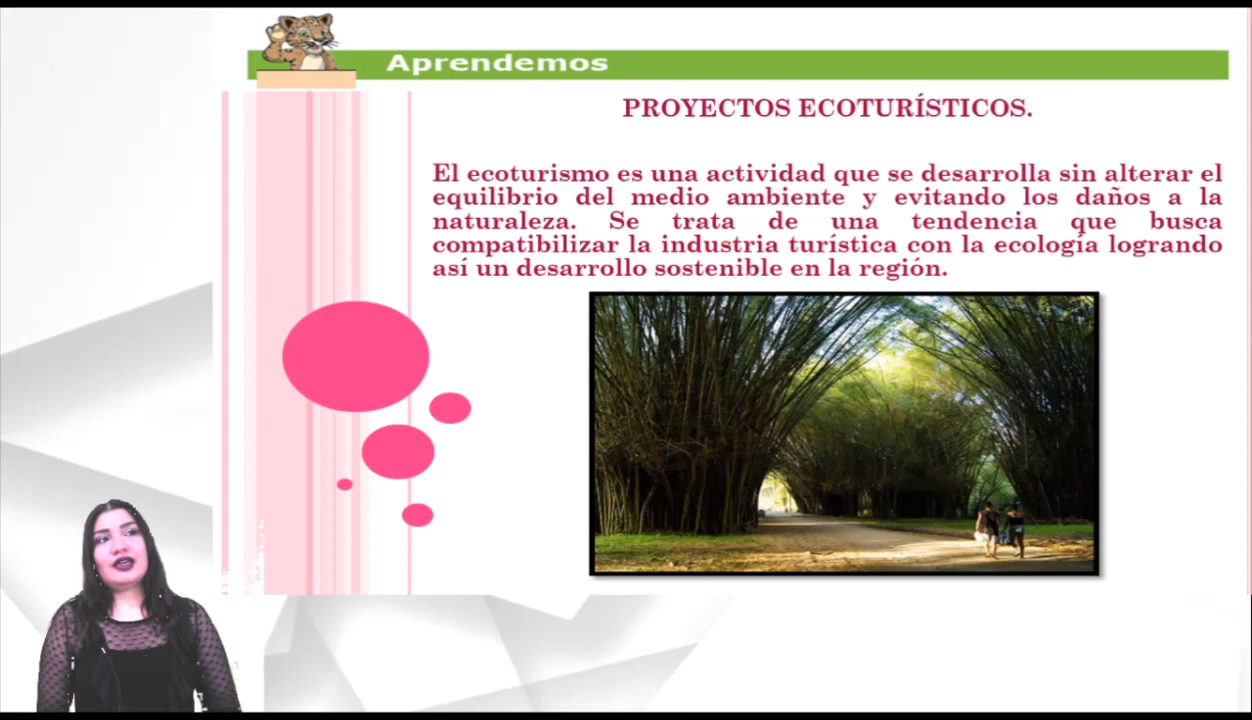 Aprendemos
PROYECTOS ECOTURÍSTICOS.
El ecoturismo es una actividad que se desarrolla sin alterar el
equilibrio del medio ambiente y evitando los daños a la
naturaleza. Se trata de una tendencia que busca
compatibilizar la industria turística con la ecología logrando
así un desarrollo sostenible en la región.